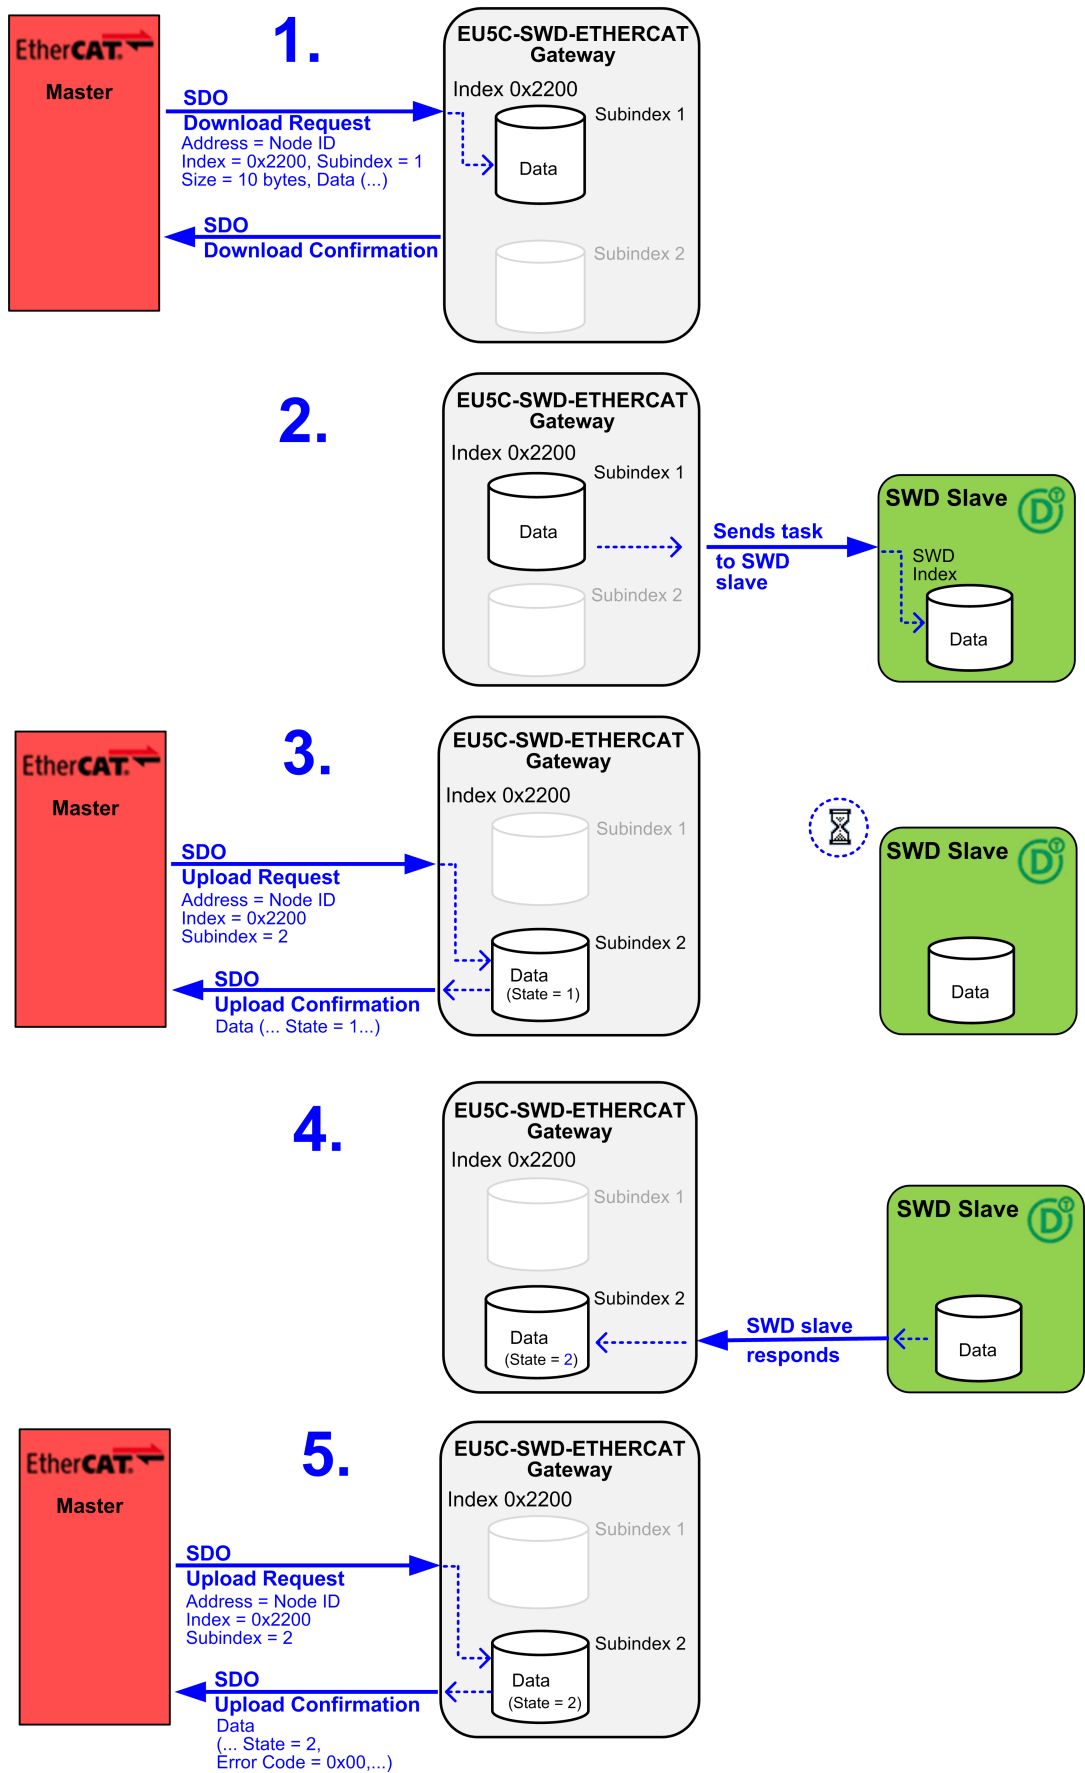 1.
EtherCAT.
Master
SDO
Download Request
Address = Node ID
Index = 0x2200, Subindex = 1
Size = 10 bytes, Data (...)
SDO
Download Confirmation
EU5C-SWD-ETHERCAT
Gateway
Index 0x2200
Subindex 1
Data
Subindex 2
2.
EU5C-SWD-ETHERCAT
Gateway
Index 0x2200
Subindex 1
Data
Subindex 2
Sends task
to SWD
slave
SWD Slave
D T
SWD
Index
Data
3.
EtherCAT.
Master
SDO
Upload Request
Address = Node ID
Index = 0x2200
Subindex = 2
SDO
Upload Confirmation
Data (... State = 1...)
EU5C-SWD-ETHERCAT
Gateway
Index 0x2200
Subindex 1
Subindex 2
Data
(State = 1)
SWD Slave
D T
Data
4.
EU5C-SWD-ETHERCAT
Gateway
Index 0x2200
Subindex 1
Subindex 2
Data
(State = 2)
SWD slave
responds
SWD Slave
D T
Data
5.
EtherCAT.
Master
SDO
Upload Request
Address = Node ID
Index = 0x2200
Subindex = 2
SDO
Upload Confirmation
Data
(... State = 2,
Error Code = 0x00,...)
EU5C-SWD-ETHERCAT
Gateway
Index 0x2200
Subindex 1
Subindex 2
Data
(State = 2)